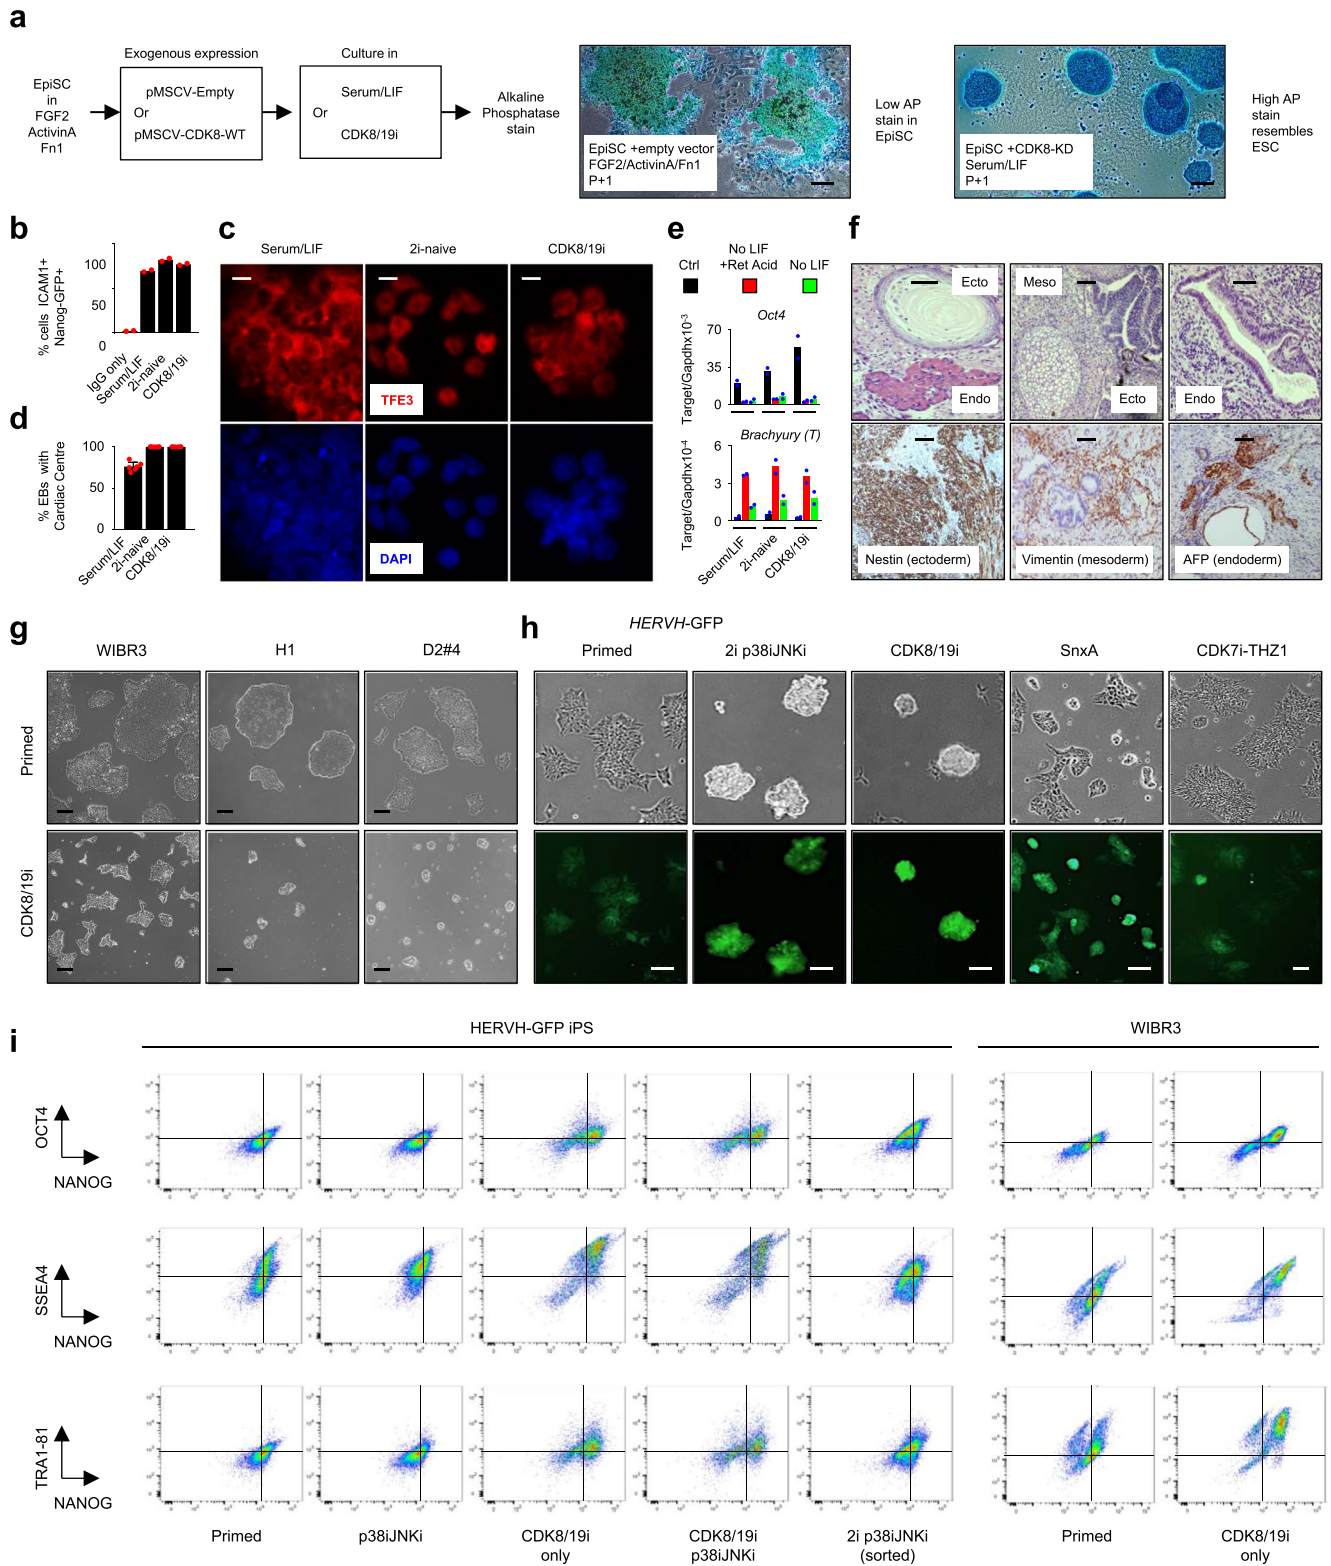 a
Exogenous expression
Culture in
EpiSC
in
FGF2
ActivinA
Fn1
pMSCV-Empty
Or
pMSCV-CDK8-WT
Serum/LIF
Or
CDK8/19i
Alkaline
Phosphatase
stain
EpiSC +empty vector
FGF2/ActivinA/Fn1
P+1
Low AP
stain in
EpiSC
EpiSC +CDK8-KD
Serum/LIF
P+1
High AP
stain
resembles
ESC
b
% cells ICAM1+
Nanog-GFP+
100
50
0
IgG only
Serum/LIF
2i-naive
CDK8/19i
c
Serum/LIF
2i-naive
CDK8/19i
TFE3
DAPI
d
% EBs with
Cardiac Centre
100
50
0
Serum/LIF
2i-naive
CDK8/19i
e
Ctrl
No LIF
+Ret Acid
No LIF
Oct4
Target/Gapdhx10-3
70
35
0
Brachyury (T)
Target/Gapdhx10-4
6
3
0
Serum/LIF
2i-naive
CDK8/19i
f
Ecto
Endo
Meso
Ecto
Endo
Nestin (ectoderm)
Vimentin (mesoderm)
AFP (endoderm)
g
WIBR3
H1
D2#4
Primed
CDK8/19i
h
HERVH-GFP
Primed
2i p38iJNKi
CDK8/19i
SnxA
CDK7i-THZ1
i
HERVH-GFP iPS
WIBR3
OCT4
NANOG
SSEA4
NANOG
TRA1-81
NANOG
Primed
p38iJNKi
CDK8/19i
only
CDK8/19i
p38iJNKi
2i p38iJNKi
(sorted)
Primed
CDK8/19i
only